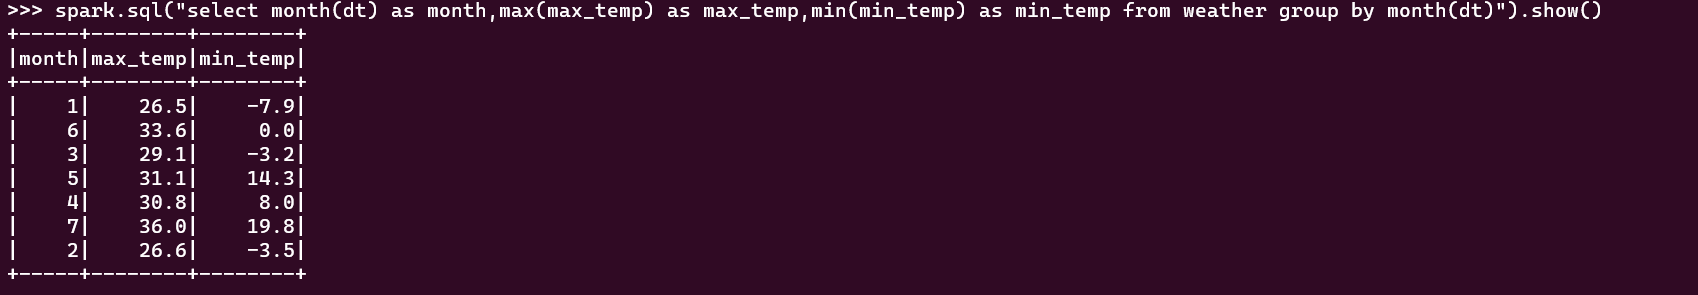 >>> spark.sql("select month(dt) as month,max(max_temp) as max_temp,min(min_temp) as min_temp from weather group by month(dt)").show()
+-----+--------+--------+
|month|max_temp|min_temp|
+-----+--------+--------+
|    1|    26.5|    -7.9|
|    6|    33.6|     0.0|
|    3|    29.1|    -3.2|
|    5|    31.1|    14.3|
|    4|    30.8|     8.0|
|    7|    36.0|    19.8|
|    2|    26.6|    -3.5|
+-----+--------+--------+